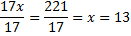 17x/17 = 221/17 = x = 13